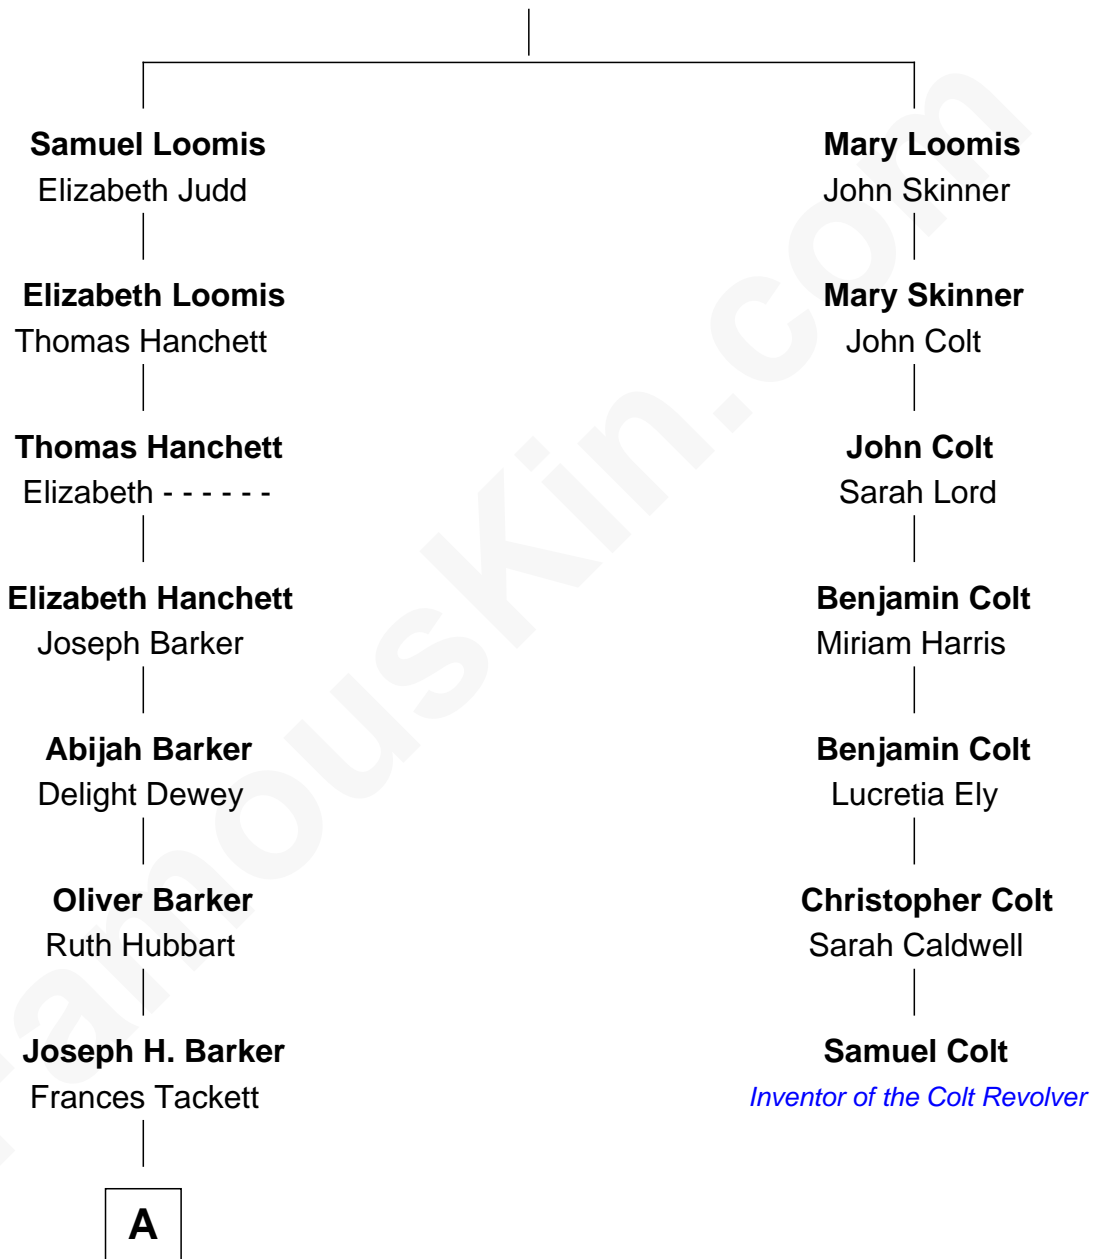 Samuel Loomis
Elizabeth Judd
Elizabeth Loomis
Thomas Hanchett
Thomas Hanchett
Elizabeth - - - - - -
Elizabeth Hanchett
Joseph Barker
Abijah Barker
Delight Dewey
Oliver Barker
Ruth Hubbart
Joseph H. Barker
Frances Tackett
A
Mary Loomis
John Skinner
Mary Skinner
John Colt
John Colt
Sarah Lord
Benjamin Colt
Miriam Harris
Benjamin Colt
Lucretia Ely
Christopher Colt
Sarah Caldwell
Samuel Colt
Inventor of the Colt Revolver
FamousKin.com